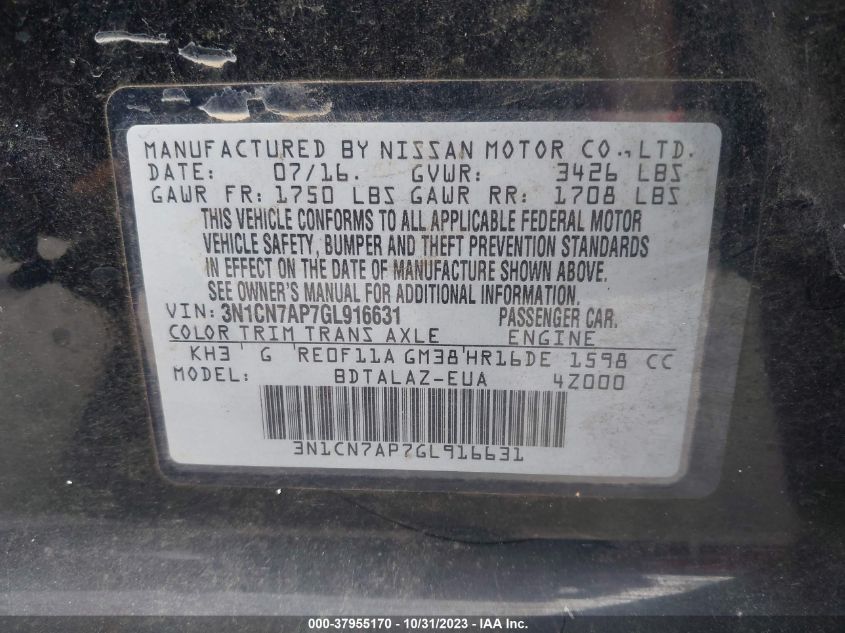 MANUFACTURED BY NISSAN MOTOR CO., LTD.
DATE: 07/16. GVWR: 3426 LBS
GAWR FR: 1750 LBS GAWR RR: 1708 LBS
THIS VEHICLE CONFORMS TO ALL APPLICABLE FEDERAL MOTOR
VEHICLE SAFETY, BUMPER AND THEFT PREVENTION STANDARDS
IN EFFECT ON THE DATE OF MANUFACTURE SHOWN ABOVE.
SEE OWNER'S MANUAL FOR ADDITIONAL INFORMATION.
VIN: 3N1CN7AP7GL916631 PASSENGER CAR.
COLOR TRIM TRANS AXLE ENGINE
KH3 G RE0F11A GM38 HR16DE 1598 CC
MODEL: BDTALAZ-EUA 4Z000
3N1CN7AP7GL916631
000-37955170 - 10/31/2023 - IAA Inc.